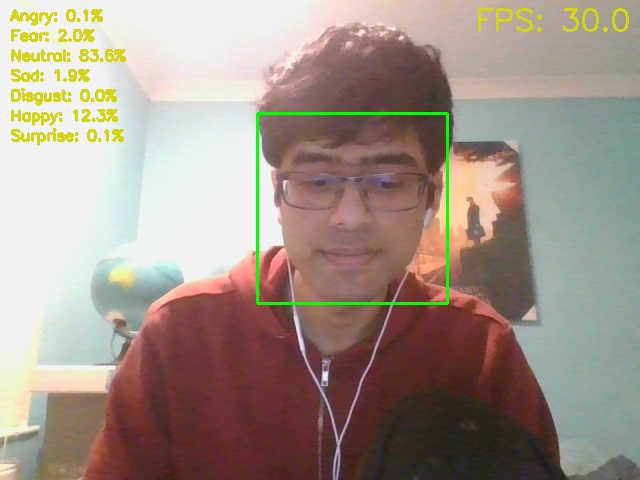 Angry: 0.1%
Fear: 2.0%
Neutral: 83.6%
Sad: 1.9%
Disgust: 0.0%
Happy: 12.3%
Surprise: 0.1%
FPS: 30.0